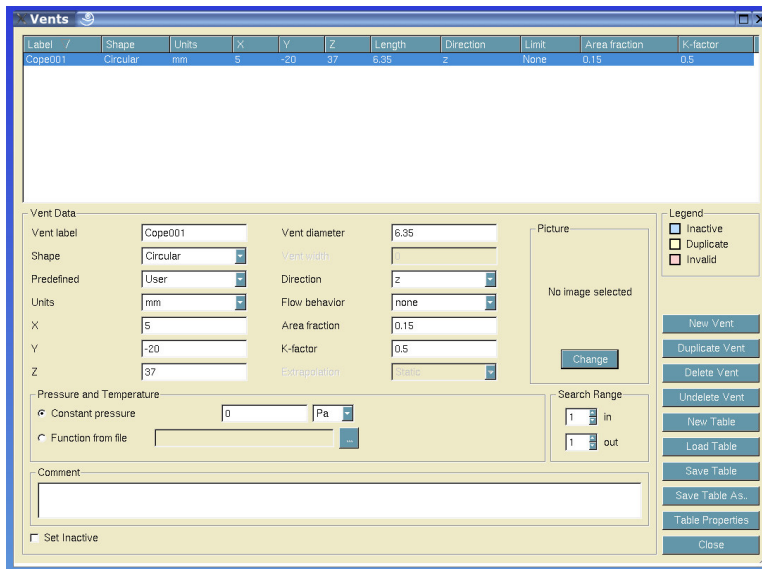 Vents
Label / Shape Units X Y Z Length Direction Limit Area fraction K-factor
Cope001 Circular mm 5 -20 37 6.35 z None 0.15 0.5
Vent Data
Vent label Cope001 Vent diameter 6.35
Shape Circular Vent width 0
Predefined User Direction z
Units mm Flow behavior none
X 5 Area fraction 0.15
Y -20 K-factor 0.5
Z 37 Extrapolation Static
Picture
No image selected
Change
Legend
Inactive
Duplicate
Invalid
New Vent
Duplicate Vent
Delete Vent
Undelete Vent
New Table
Load Table
Save Table
Save Table As..
Table Properties
Close
Pressure and Temperature
Constant pressure 0 Pa
Function from file ...
Search Range
1 in
1 out
Comment
Set Inactive